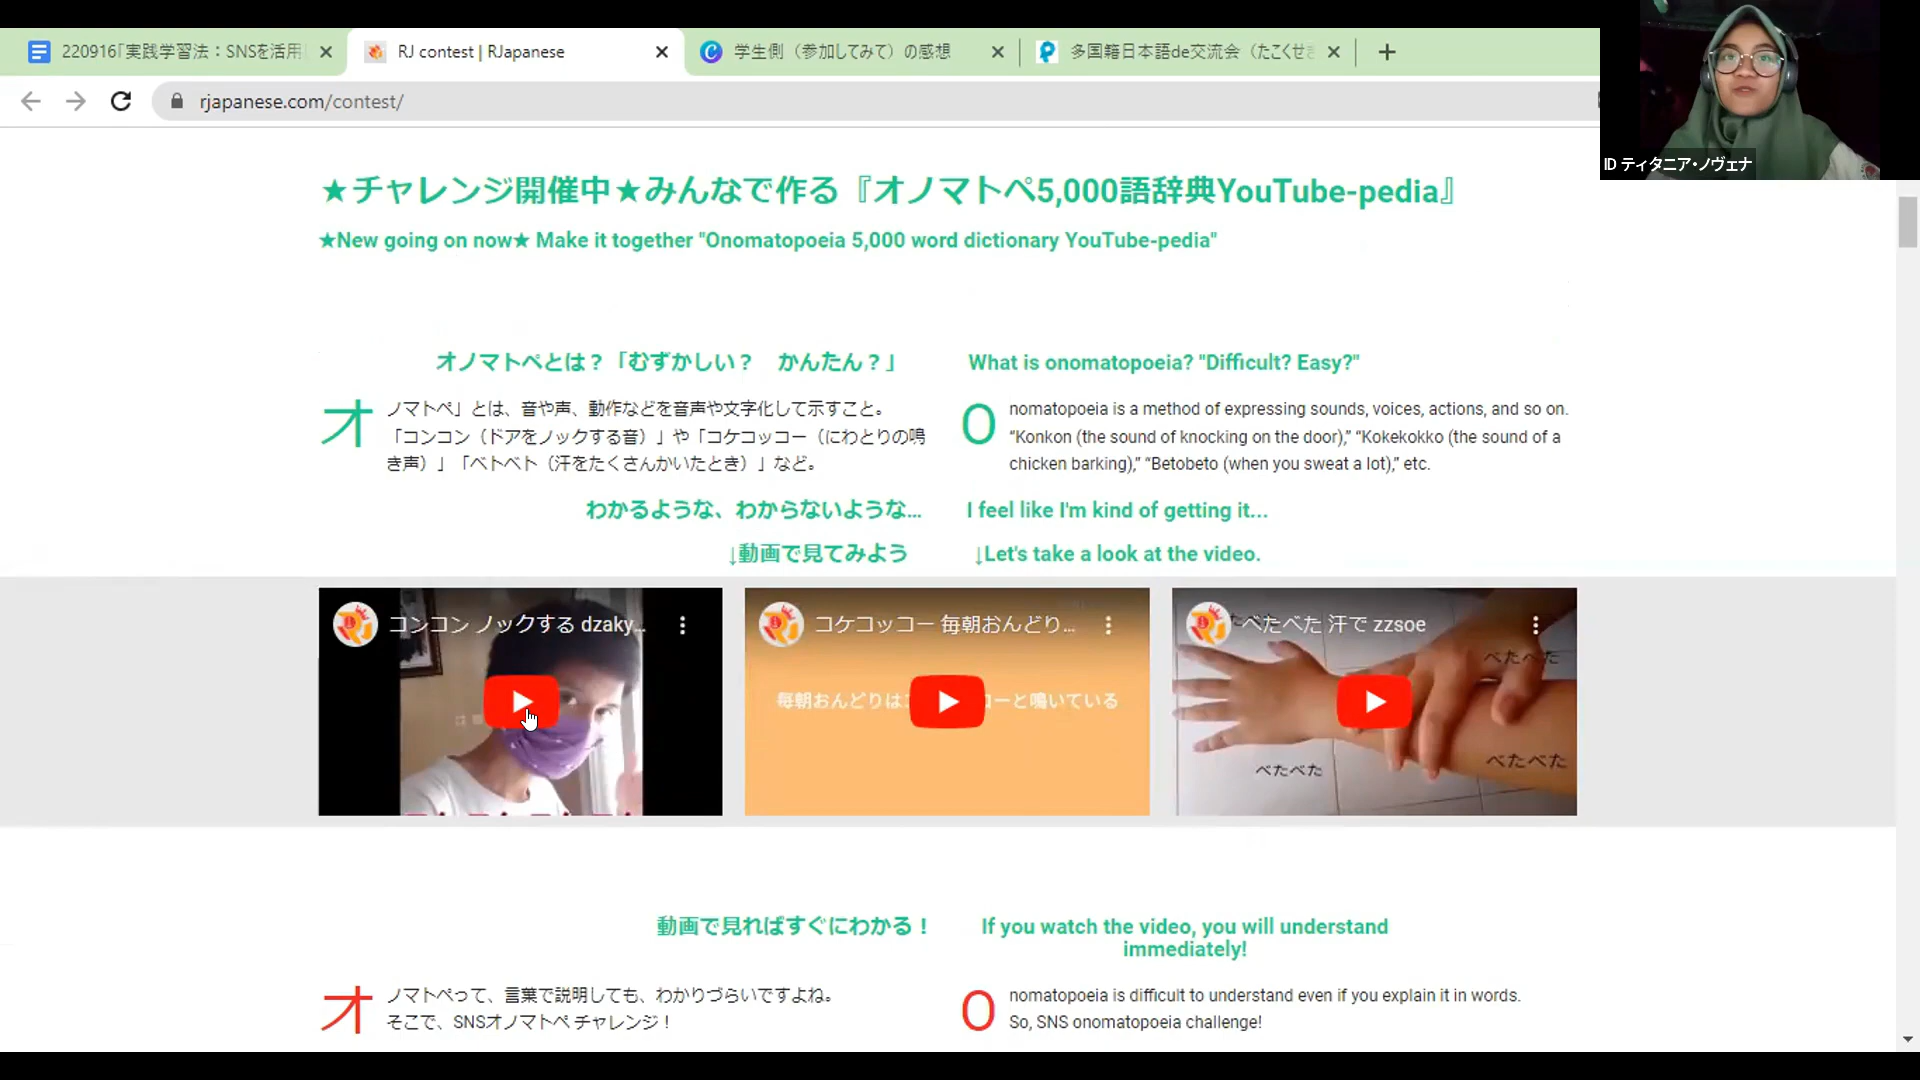 220916「実践学習法：SNSを活用
RJ contest | RJapanese
学生側（参加してみて）の感想
多国籍日本語de交流会（たこくせき
rjapanese.com/contest/
ID ティタニア・ノヴェナ
★チャレンジ開催中★みんなで作る『オノマトペ5,000語辞典YouTube-pedia』
★New going on now★ Make it together "Onomatopoeia 5,000 word dictionary YouTube-pedia"
オノマトペとは？「むずかしい？　かんたん？」
オノマトペ」とは、音や声、動作などを音声や文字化して示すこと。
「コンコン（ドアをノックする音）」や「コケコッコー（にわとりの鳴
き声）」「ベトベト（汗をたくさんかいたとき）」など。
わかるような、わからないような...
↓動画で見てみよう
What is onomatopoeia? "Difficult? Easy?"
Onomatopoeia is a method of expressing sounds, voices, actions, and so on.
“Konkon (the sound of knocking on the door),” “Kokekokko (the sound of a
chicken barking),” “Betobeto (when you sweat a lot),” etc.
I feel like I'm kind of getting it...
↓Let's take a look at the video.
コンコン ノックする dzaky...
コケコッコー 毎朝おんどり...
毎朝おんどりはコ ローと鳴いている
べたべた 汗で zzsoe
べたべた
べたべた
べたべた
動画で見ればすぐにわかる！
オノマトペって、言葉で説明しても、わかりづらいですよね。
そこで、SNSオノマトペ チャレンジ！
If you watch the video, you will understand
immediately!
Onomatopoeia is difficult to understand even if you explain it in words.
So, SNS onomatopoeia challenge!